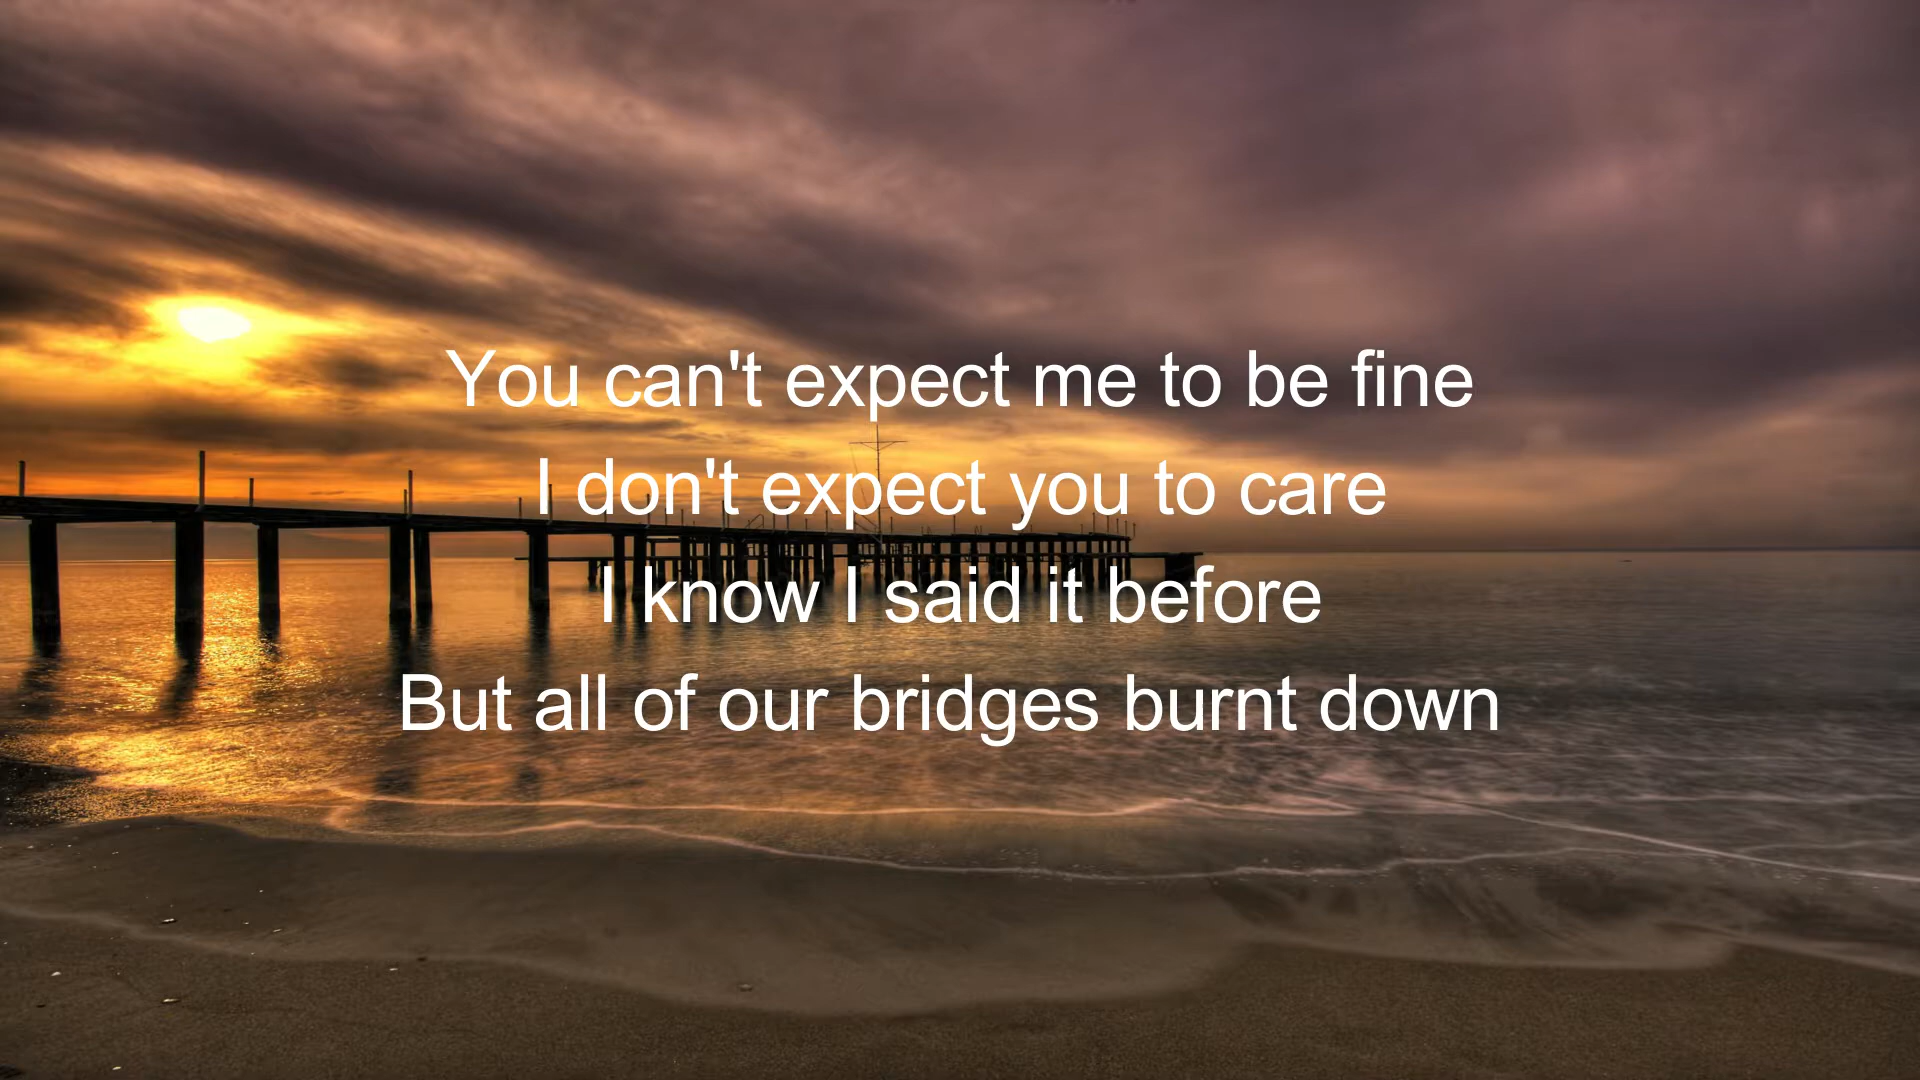 You can't expect me to be fine
I don't expect you to care
I know I said it before
But all of our bridges burnt down